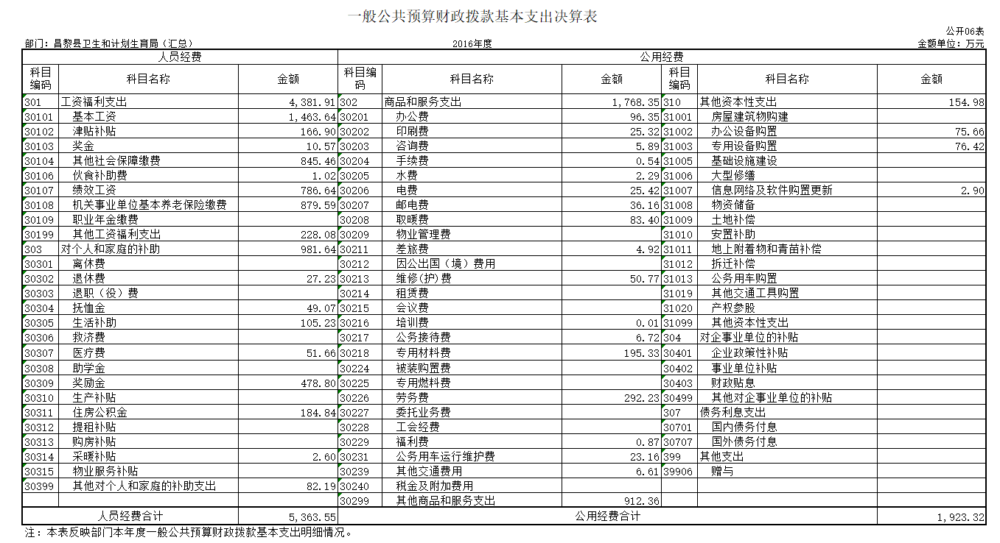 一般公共预算财政拨款基本支出决算表
公开06表
部门：昌黎县卫生和计划生育局（汇总） 2016年度 金额单位：万元
人员经费 公用经费
科目编码 科目名称 金额 科目编码 科目名称 金额 科目编码 科目名称 金额
301 工资福利支出 4,381.91 302 商品和服务支出 1,768.35 310 其他资本性支出 154.98
30101 基本工资 1,463.64 30201 办公费 96.35 31001 房屋建筑物购建
30102 津贴补贴 166.90 30202 印刷费 25.32 31002 办公设备购置 75.66
30103 奖金 10.57 30203 咨询费 5.89 31003 专用设备购置 76.42
30104 其他社会保障缴费 845.46 30204 手续费 0.54 31005 基础设施建设
30106 伙食补助费 1.02 30205 水费 2.29 31006 大型修缮
30107 绩效工资 786.64 30206 电费 25.42 31007 信息网络及软件购置更新 2.90
30108 机关事业单位基本养老保险缴费 879.59 30207 邮电费 36.16 31008 物资储备
30109 职业年金缴费 30208 取暖费 83.40 31009 土地补偿
30199 其他工资福利支出 228.08 30209 物业管理费 31010 安置补助
303 对个人和家庭的补助 981.64 30211 差旅费 4.92 31011 地上附着物和青苗补偿
30301 离休费 30212 因公出国（境）费用 31012 拆迁补偿
30302 退休费 27.23 30213 维修(护)费 50.77 31013 公务用车购置
30303 退职（役）费 30214 租赁费 31019 其他交通工具购置
30304 抚恤金 49.07 30215 会议费 31020 产权参股
30305 生活补助 105.23 30216 培训费 0.01 31099 其他资本性支出
30306 救济费 30217 公务接待费 6.72 304 对企事业单位的补贴
30307 医疗费 51.66 30218 专用材料费 195.33 30401 企业政策性补贴
30308 助学金 30224 被装购置费 30402 事业单位补贴
30309 奖励金 478.80 30225 专用燃料费 30403 财政贴息
30310 生产补贴 30226 劳务费 292.23 30499 其他对企事业单位的补贴
30311 住房公积金 184.84 30227 委托业务费 307 债务利息支出
30312 提租补贴 30228 工会经费 30701 国内债务付息
30313 购房补贴 30229 福利费 0.87 30707 国外债务付息
30314 采暖补贴 2.60 30231 公务用车运行维护费 23.16 399 其他支出
30315 物业服务补贴 30239 其他交通费用 6.61 39906 赠与
30399 其他对个人和家庭的补助支出 82.19 30240 税金及附加费用
30299 其他商品和服务支出 912.36
人员经费合计 5,363.55 公用经费合计 1,923.32
注：本表反映部门本年度一般公共预算财政拨款基本支出明细情况。